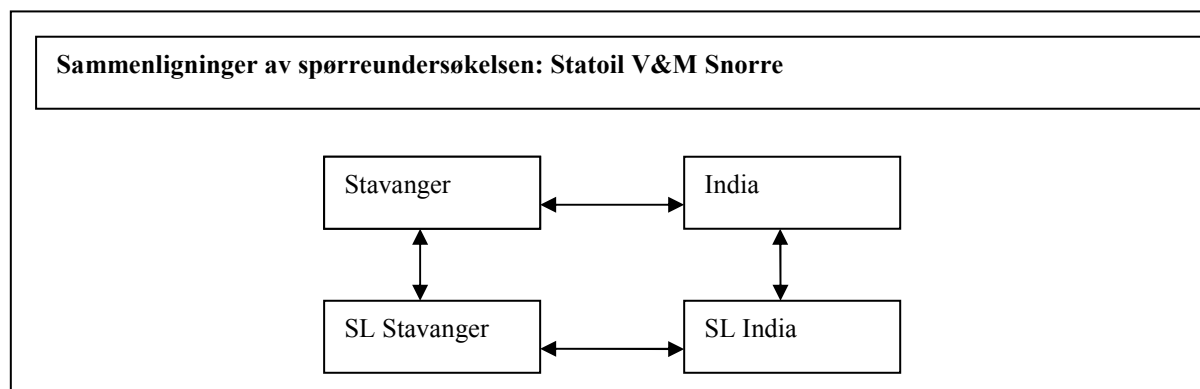 Sammenligninger av spørreundersøkelsen: Statoil V&M Snorre
Stavanger
India
SL Stavanger
SL India